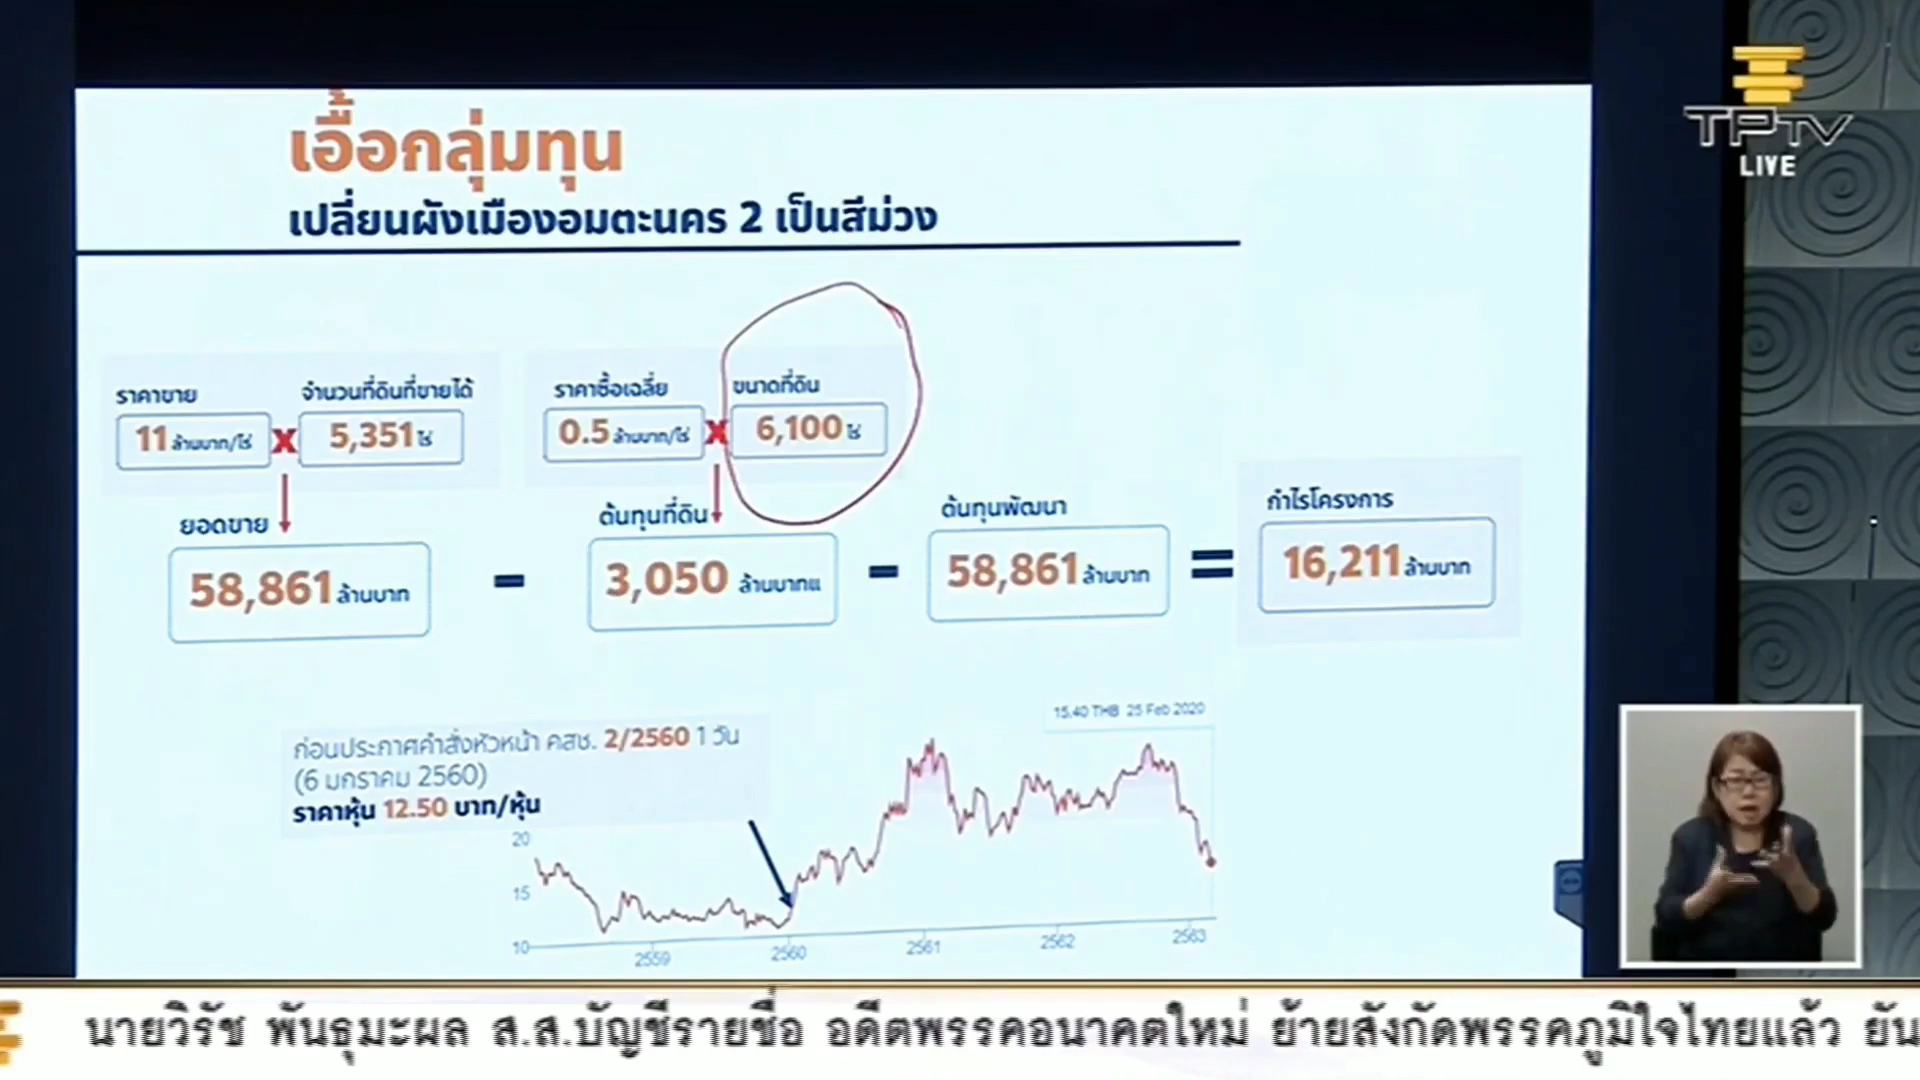 เอื้อกลุ่มทุน
เปลี่ยนผังเมืองอมตะนคร 2 เป็นสีม่วง
TPTV
LIVE
ราคาขาย
จำนวนที่ดินที่ขายได้
ราคาซื้อเฉลี่ย
ขนาดที่ดิน
11 ล้านบาท/ไร่ x 5,351 ไร่
0.5 ล้านบาท/ไร่ x 6,100 ไร่
ยอดขาย
ต้นทุนที่ดิน
ต้นทุนพัฒนา
กำไรโครงการ
58,861 ล้านบาท - 3,050 ล้านบาทแ - 58,861 ล้านบาท = 16,211 ล้านบาท
15.40 THB 25 Feb 2020
ก่อนประกาศคำสั่งหัวหน้า คสช. 2/2560 1 วัน
(6 มกราคม 2560)
ราคาหุ้น 12.50 บาท/หุ้น
20
15
10
2559 2560 2561 2562 2563
นายวิรัช พันธุมะผล ส.ส.บัญชีรายชื่อ อดีตพรรคอนาคตใหม่ ย้ายสังกัดพรรคภูมิใจไทยแล้ว ยัน